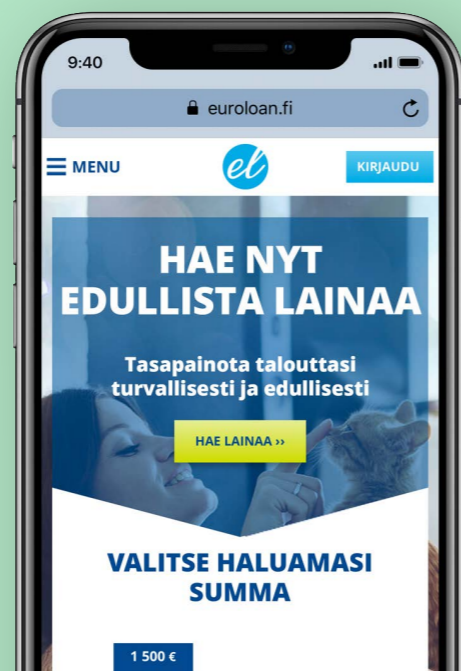 9:40
euroloan.fi
MENU
el
KIRJAUDU
HAE NYT
EDULLISTA LAINAA
Tasapainota talouttasi
turvallisesti ja edullisesti
HAE LAINAA ››
VALITSE HALUAMASI
SUMMA
1 500 €